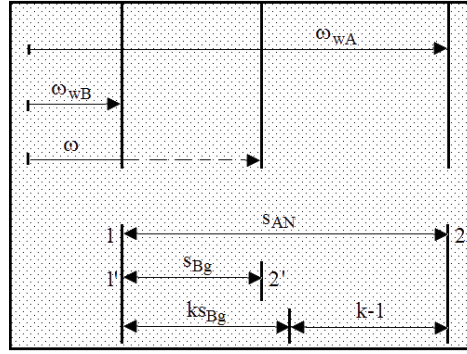 ω_wA
ω_wB
ω
1 s_AN 2
1' s_Bg 2'
ks_Bg k-1